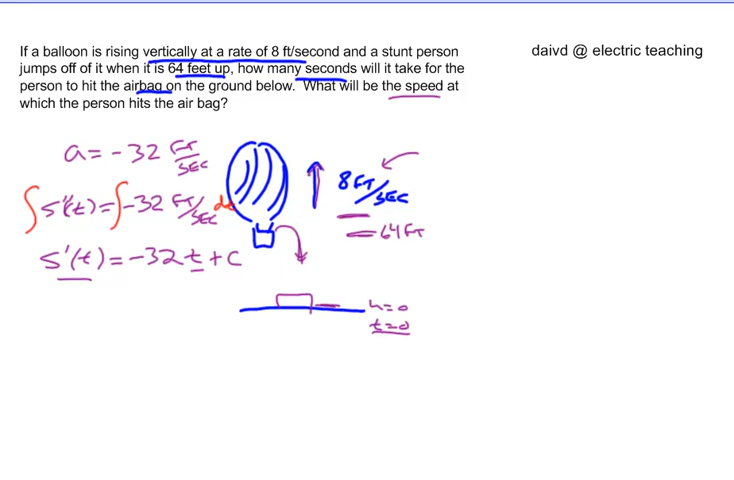 If a balloon is rising vertically at a rate of 8 ft/second and a stunt person
jumps off of it when it is 64 feet up, how many seconds will it take for the
person to hit the airbag on the ground below. What will be the speed at
which the person hits the air bag?
daivd @ electric teaching
a = -32 FT/SEC
∫s''(t) = ∫-32 FT/SEC dt
s'(t) = -32t + C
8 FT/SEC
= 64 FT
h=0
t=0